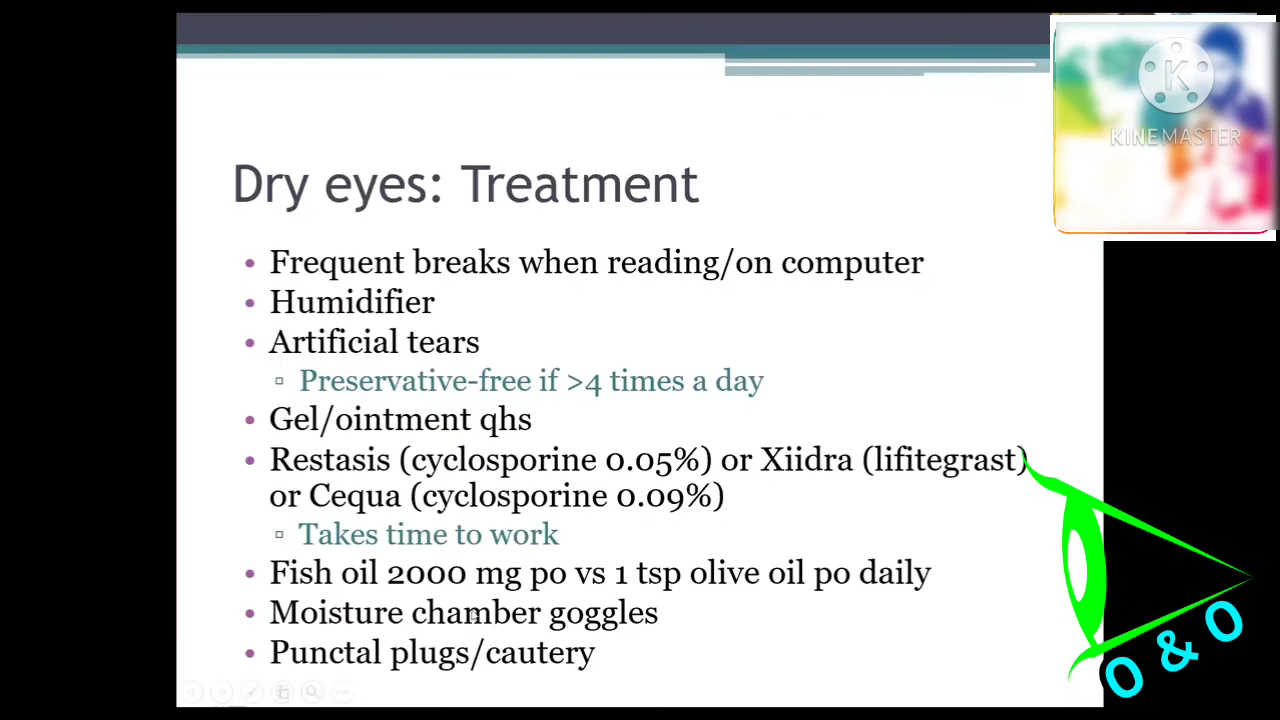 K
KINEMASTER
Dry eyes: Treatment
• Frequent breaks when reading/on computer
• Humidifier
• Artificial tears
▫ Preservative-free if >4 times a day
• Gel/ointment qhs
• Restasis (cyclosporine 0.05%) or Xiidra (lifitegrast)
or Cequa (cyclosporine 0.09%)
▫ Takes time to work
• Fish oil 2000 mg po vs 1 tsp olive oil po daily
• Moisture chamber goggles
• Punctal plugs/cautery
O & O